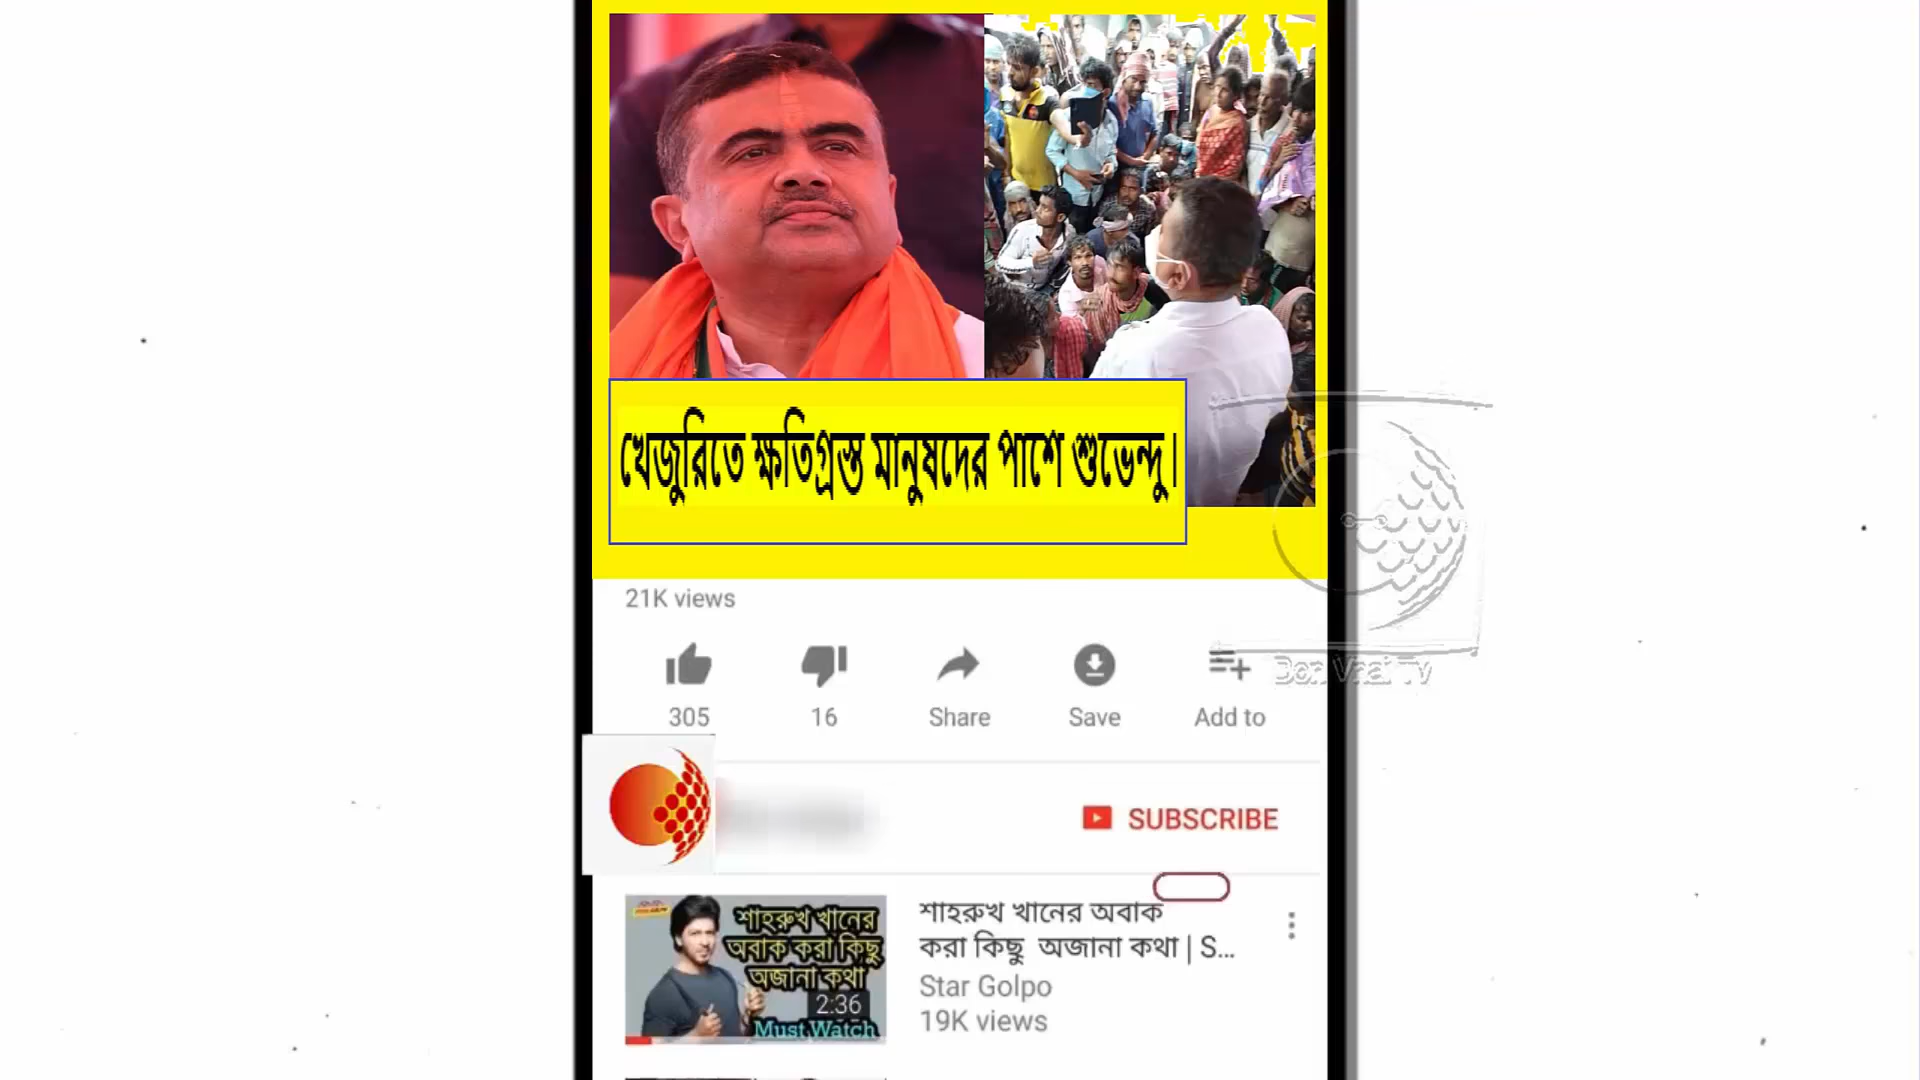 খেজুরিতে ক্ষতিগ্রস্ত মানুষদের পাশে শুভেন্দু।
21K views
305
16
Share
Save
Add to
SUBSCRIBE
শাহরুখ খানের
অবাক করা কিছু
অজানা কথা
2:36
Must Watch
শাহরুখ খানের অবাক
করা কিছু অজানা কথা | S...
Star Golpo
19K views